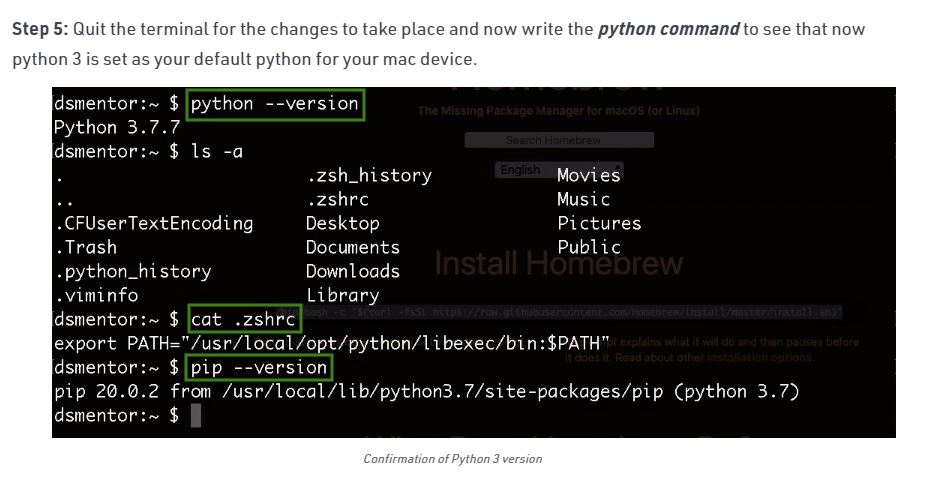 Step 5: Quit the terminal for the changes to take place and now write the python command to see that now
python 3 is set as your default python for your mac device.
dsmentor:~ $ python --version
The Missing Package Manager for macOS (or Linux)
Python 3.7.7
Search Homebrew
dsmentor:~ $ ls -a
English
. .zsh_history Movies
.. .zshrc Music
.CFUserTextEncoding Desktop Pictures
.Trash Documents Public
Install Homebrew
.python_history Downloads
.viminfo Library
dsmentor:~ $ cat .zshrc
bash -c "$(curl -fsSL https://raw.githubusercontent.com/Homebrew/install/master/install.sh)"
export PATH="/usr/local/opt/python/libexec/bin:$PATH"
explains what it will do and then pauses before
it does it. Read about other installation options.
dsmentor:~ $ pip --version
pip 20.0.2 from /usr/local/lib/python3.7/site-packages/pip (python 3.7)
dsmentor:~ $
Confirmation of Python 3 version